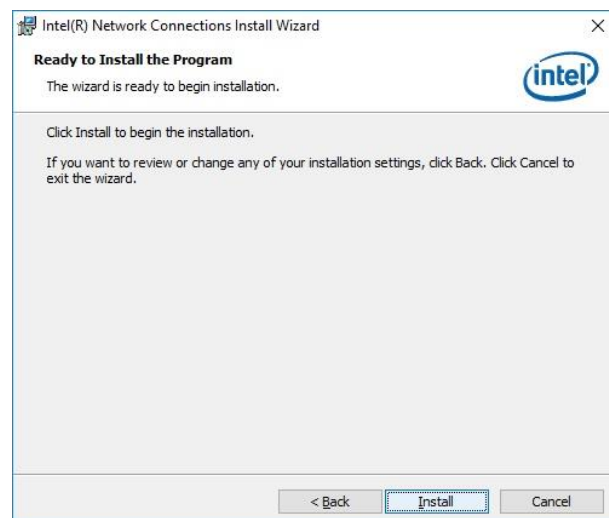 Intel(R) Network Connections Install Wizard
Ready to Install the Program
The wizard is ready to begin installation.
intel
Click Install to begin the installation.
If you want to review or change any of your installation settings, click Back. Click Cancel to
exit the wizard.
< Back Install Cancel